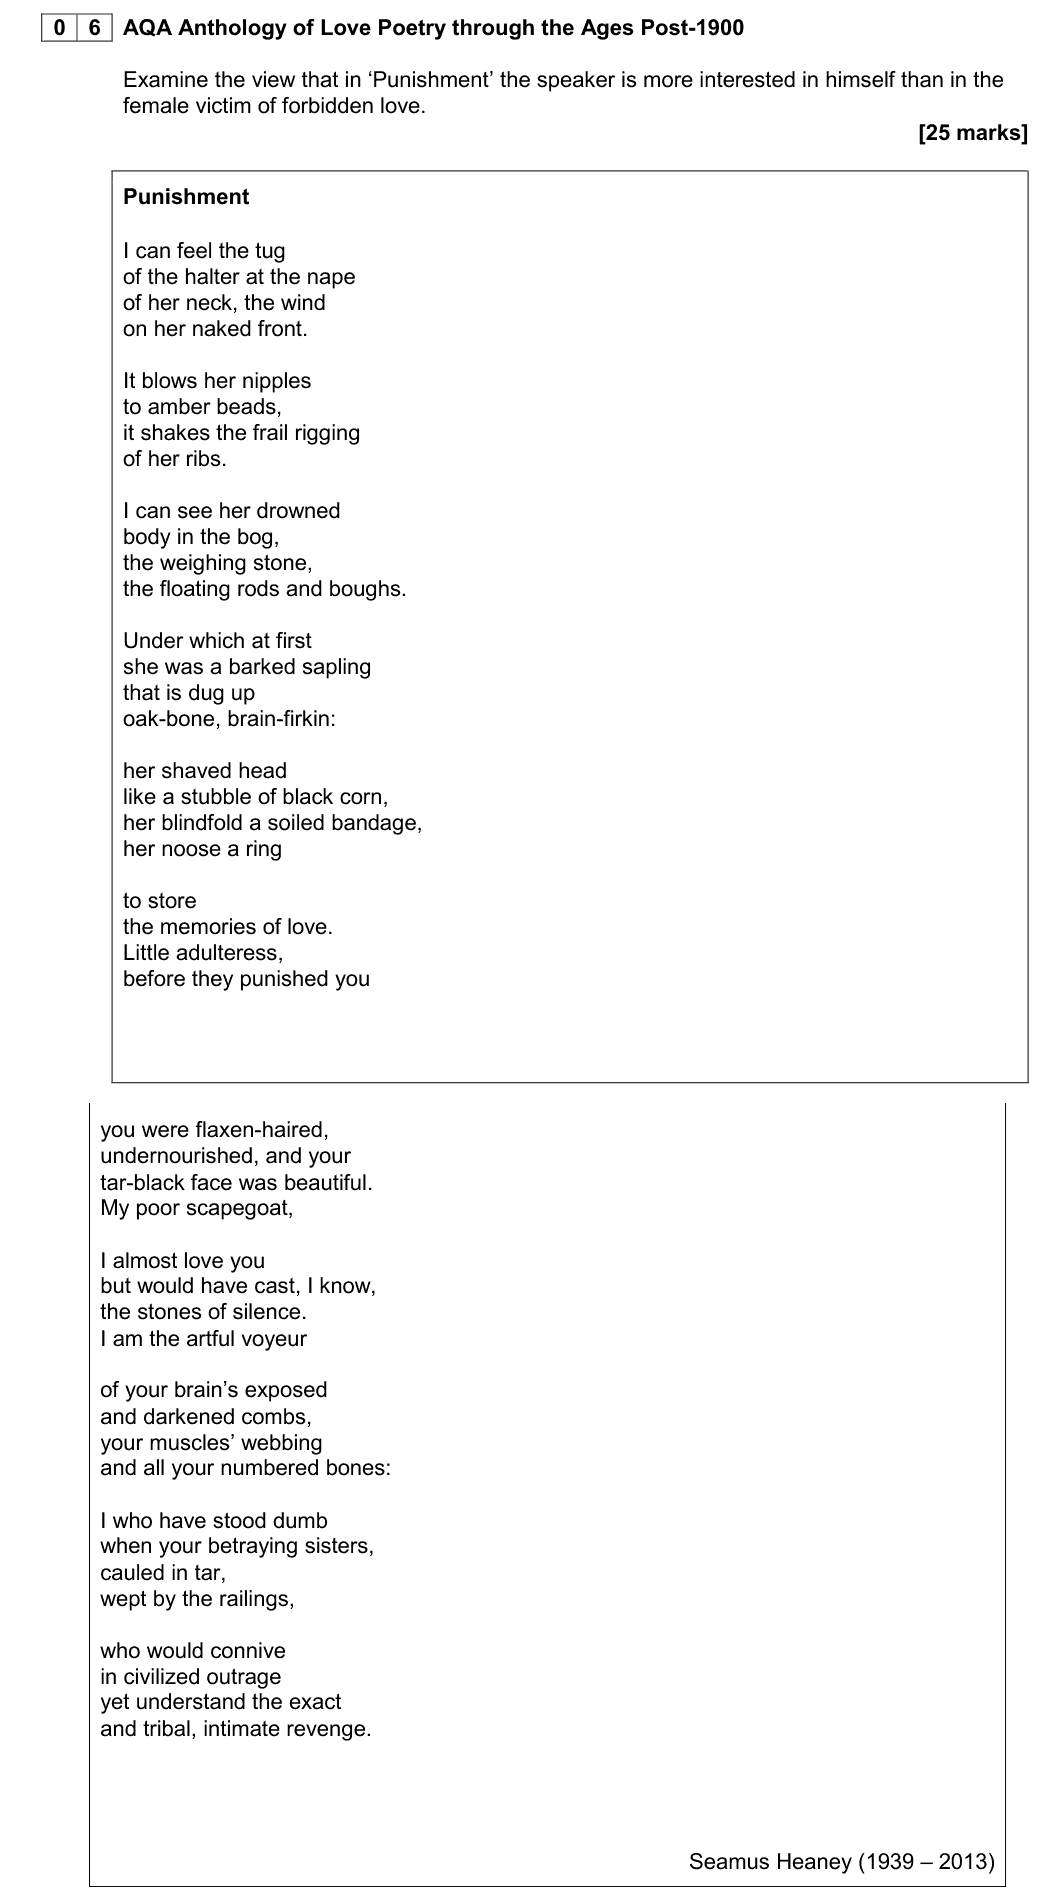 0 6 AQA Anthology of Love Poetry through the Ages Post-1900
Examine the view that in ‘Punishment’ the speaker is more interested in himself than in the
female victim of forbidden love.
[25 marks]
Punishment
I can feel the tug
of the halter at the nape
of her neck, the wind
on her naked front.
It blows her nipples
to amber beads,
it shakes the frail rigging
of her ribs.
I can see her drowned
body in the bog,
the weighing stone,
the floating rods and boughs.
Under which at first
she was a barked sapling
that is dug up
oak-bone, brain-firkin:
her shaved head
like a stubble of black corn,
her blindfold a soiled bandage,
her noose a ring
to store
the memories of love.
Little adulteress,
before they punished you
you were flaxen-haired,
undernourished, and your
tar-black face was beautiful.
My poor scapegoat,
I almost love you
but would have cast, I know,
the stones of silence.
I am the artful voyeur
of your brain’s exposed
and darkened combs,
your muscles’ webbing
and all your numbered bones:
I who have stood dumb
when your betraying sisters,
cauled in tar,
wept by the railings,
who would connive
in civilized outrage
yet understand the exact
and tribal, intimate revenge.
Seamus Heaney (1939 – 2013)